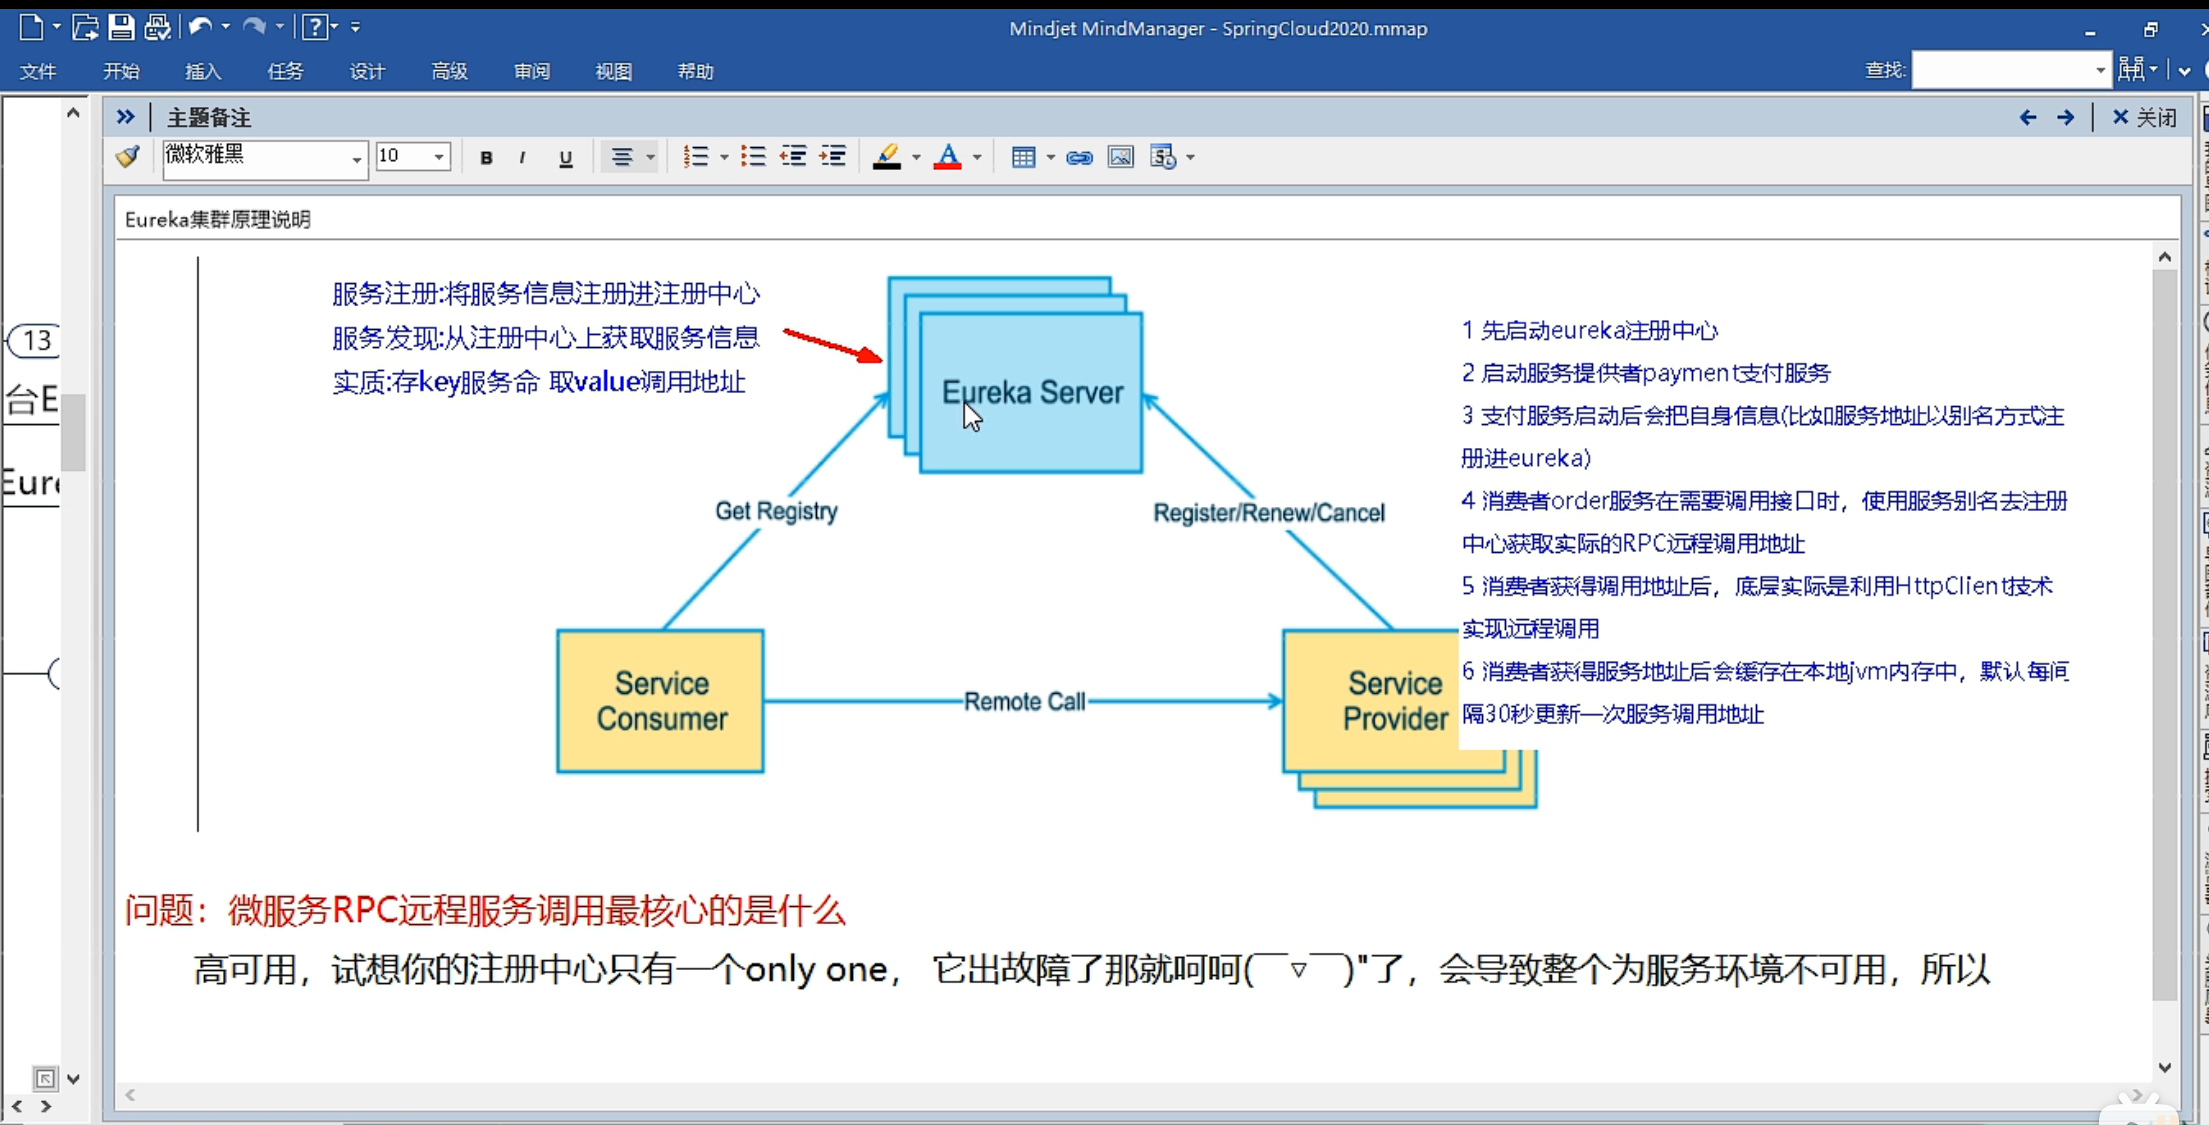 Mindjet MindManager - SpringCloud2020.mmap
文件 开始 插入 任务 设计 高级 审阅 视图 帮助 查找:
主题备注 关闭
微软雅黑 10 B I U
Eureka集群原理说明
13
台E
Eure
服务注册:将服务信息注册进注册中心
服务发现:从注册中心上获取服务信息
实质:存key服务命 取value调用地址
Eureka Server
Get Registry
Register/Renew/Cancel
Service
Consumer
Remote Call
Service
Provider
1 先启动eureka注册中心
2 启动服务提供者payment支付服务
3 支付服务启动后会把自身信息(比如服务地址以别名方式注
册进eureka)
4 消费者order服务在需要调用接口时，使用服务别名去注册
中心获取实际的RPC远程调用地址
5 消费者获得调用地址后，底层实际是利用HttpClient技术
实现远程调用
6 消费者获得服务地址后会缓存在本地jvm内存中，默认每间
隔30秒更新一次服务调用地址
问题：微服务RPC远程服务调用最核心的是什么
高可用，试想你的注册中心只有一个only one， 它出故障了那就呵呵(￣▽￣)"了，会导致整个为服务环境不可用，所以